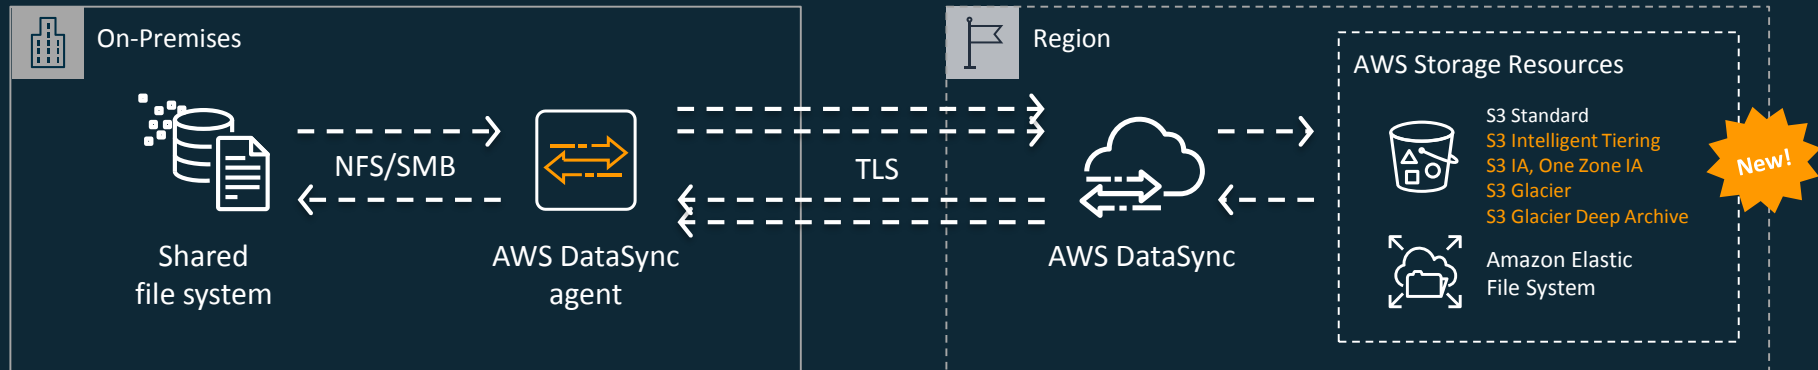 On-Premises
NFS/SMB
Shared
file system
AWS DataSync
agent
TLS
Region
AWS DataSync
AWS Storage Resources
S3 Standard
S3 Intelligent Tiering
S3 IA, One Zone IA
S3 Glacier
S3 Glacier Deep Archive
New!
Amazon Elastic
File System